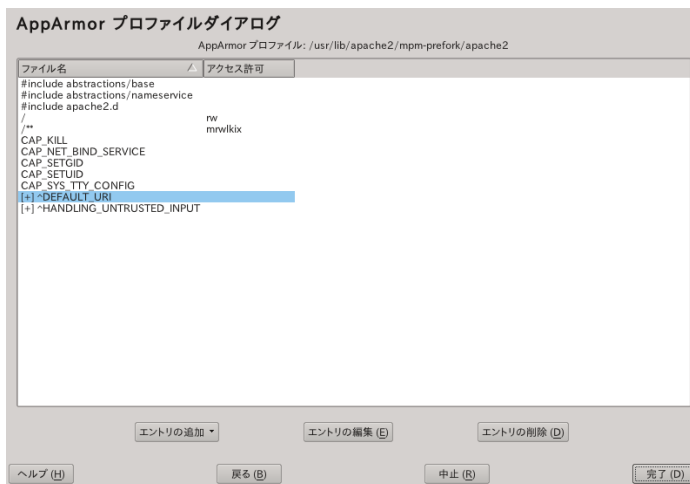 AppArmor プロファイルダイアログ
AppArmor プロファイル: /usr/lib/apache2/mpm-prefork/apache2
ファイル名 アクセス許可
#include abstractions/base
#include abstractions/nameservice
#include apache2.d
/ rw
/** mrwlkix
CAP_KILL
CAP_NET_BIND_SERVICE
CAP_SETGID
CAP_SETUID
CAP_SYS_TTY_CONFIG
[+] ^DEFAULT_URI
[+] ^HANDLING_UNTRUSTED_INPUT
エントリの追加 エントリの編集 (E) エントリの削除 (D)
ヘルプ (H) 戻る (B) 中止 (R) 完了 (D)